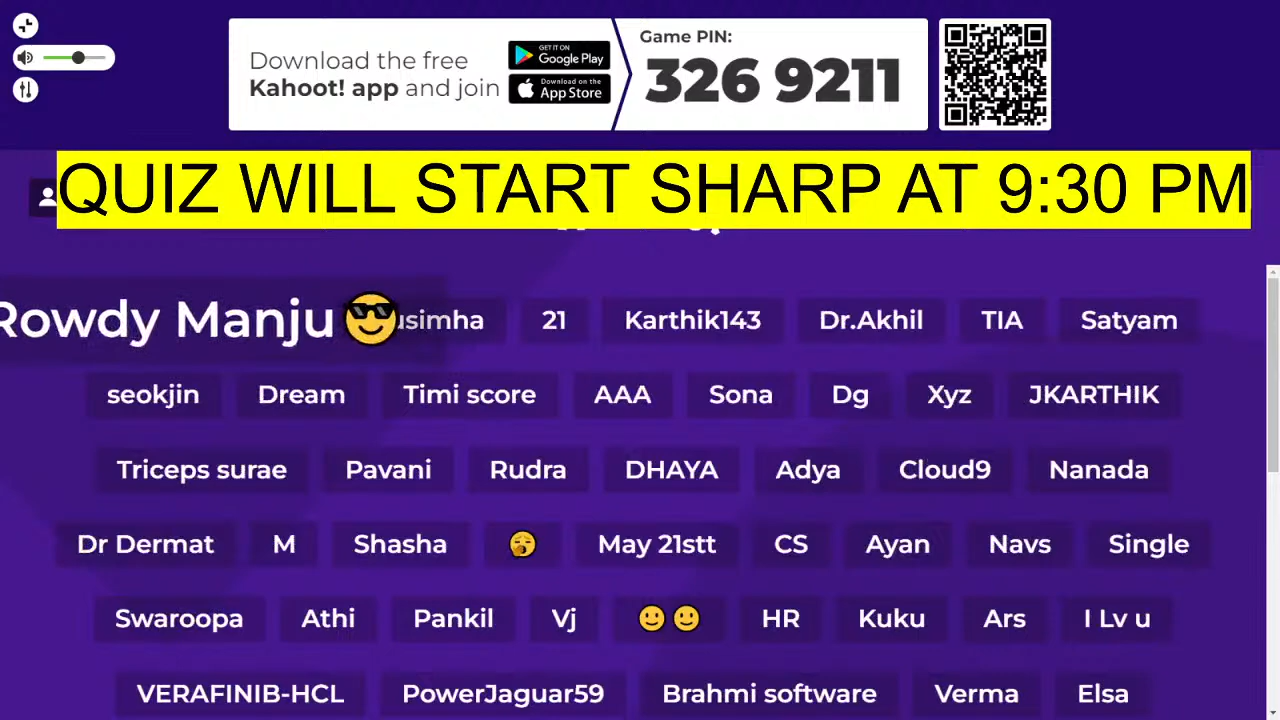 Download the free
Kahoot! app and join
GET IT ON
Google Play
Download on the
App Store
Game PIN:
326 9211
QUIZ WILL START SHARP AT 9:30 PM
Rowdy Manju😎 21 Karthik143 Dr.Akhil TIA Satyam
seokjin Dream Timi score AAA Sona Dg Xyz JKARTHIK
Triceps surae Pavani Rudra DHAYA Adya Cloud9 Nanada
Dr Dermat M Shasha 🥱 May 21stt CS Ayan Navs Single
Swaroopa Athi Pankil Vj 🙂 🙂 HR Kuku Ars I Lv u
VERAFINIB-HCL PowerJaguar59 Brahmi software Verma Elsa